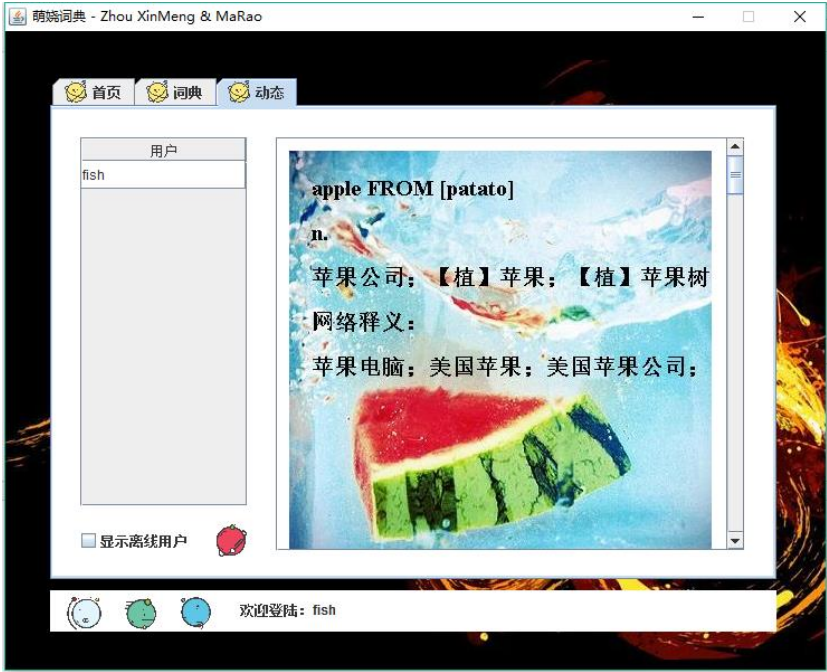 萌娆词典 - Zhou XinMeng & MaRao
首页 词典 动态
用户
fish
apple FROM [patato]
n.
苹果公司；【植】苹果；【植】苹果树
网络释义：
苹果电脑；美国苹果；美国苹果公司；
显示离线用户
欢迎登陆：fish